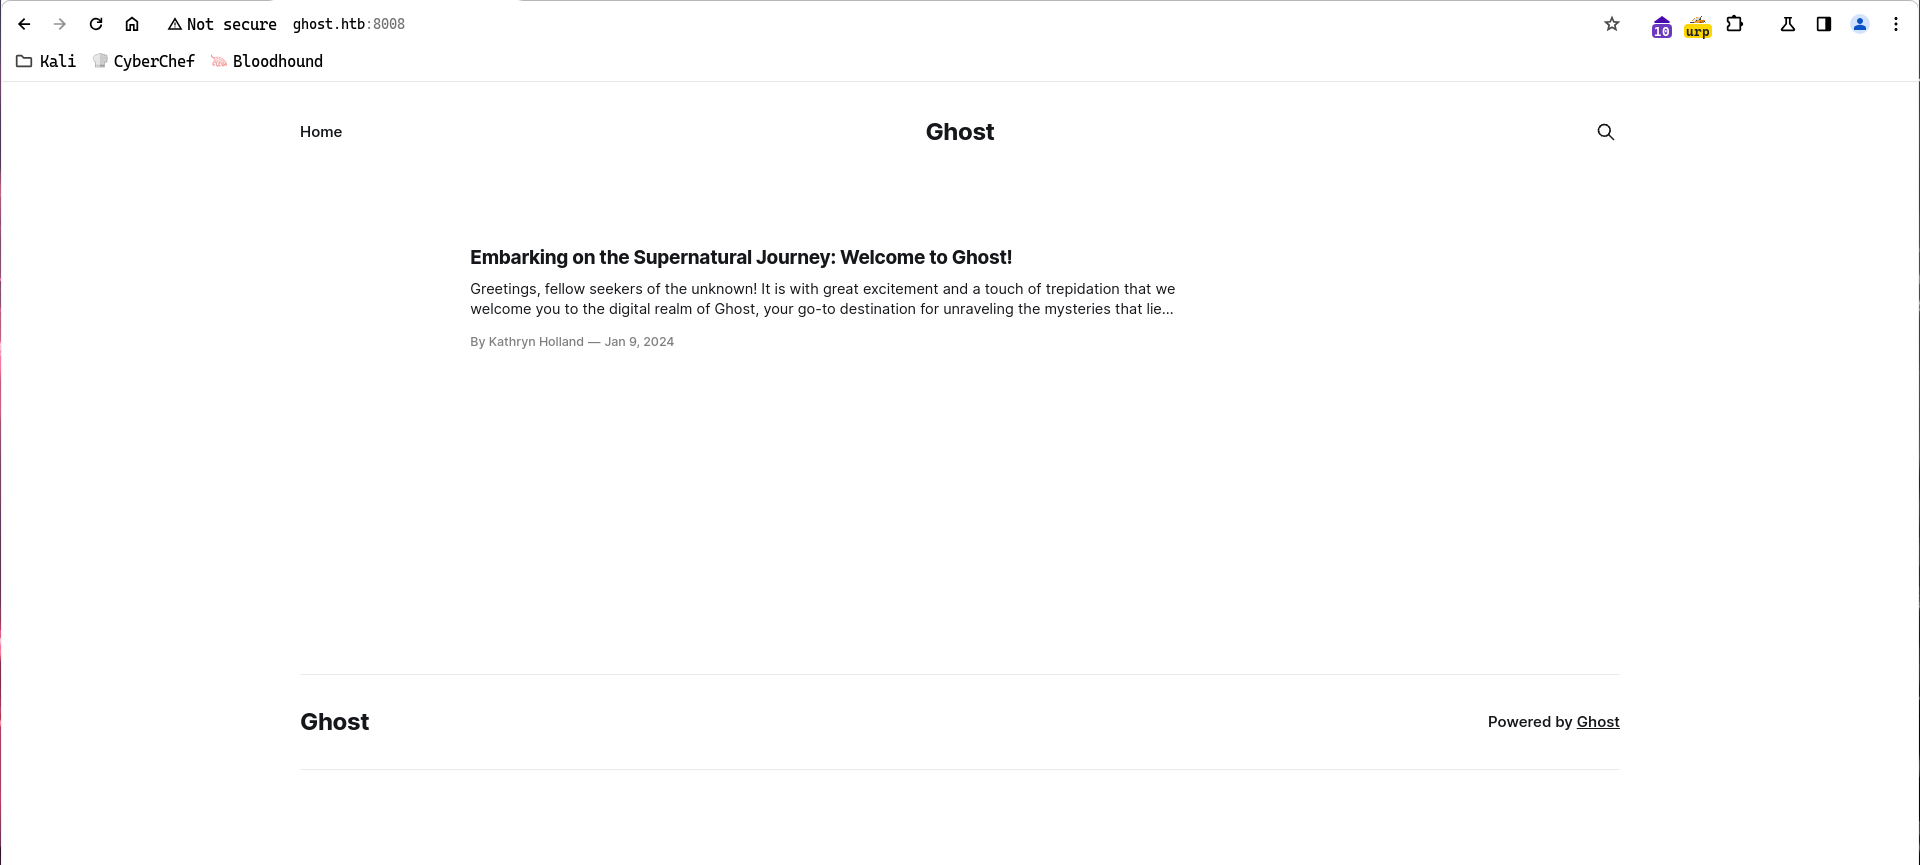 Not secure ghost.htb:8008
10
urp
Kali CyberChef Bloodhound
Home Ghost
Embarking on the Supernatural Journey: Welcome to Ghost!
Greetings, fellow seekers of the unknown! It is with great excitement and a touch of trepidation that we
welcome you to the digital realm of Ghost, your go-to destination for unraveling the mysteries that lie...
By Kathryn Holland — Jan 9, 2024
Ghost Powered by Ghost